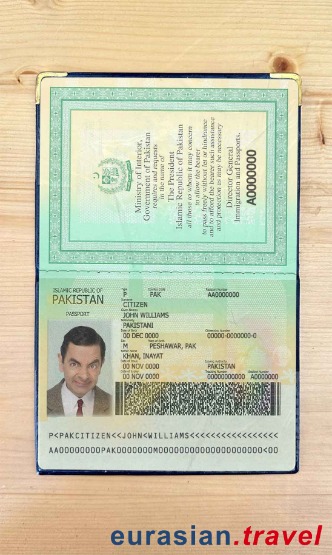 Ministry of Interior,
Government of Pakistan
requires and requests
in the name of
The President
Islamic Republic of Pakistan
all those to whom it may concern
to allow the bearer
to pass freely without let or hindrance
and to afford the bearer such assistance
and protection as may be necessary
Director General
Immigration and Passports.
A0000000
ISLAMIC REPUBLIC OF
PAKISTAN
PASSPORT
P PAK AA0000000
CITIZEN
JOHN WILLIAMS
PAKISTANI
00 DEC 0000 00000-0000000-0
M PESHAWAR, PAK
KHAN, INAYAT
00 NOV 0000 PAKISTAN
00 NOV 0000 00000000000 A0000000
P<PAKCITIZEN<<JOHN<WILLIAMS<<<<<<<<<<<<<<<<<
eurasian.travel